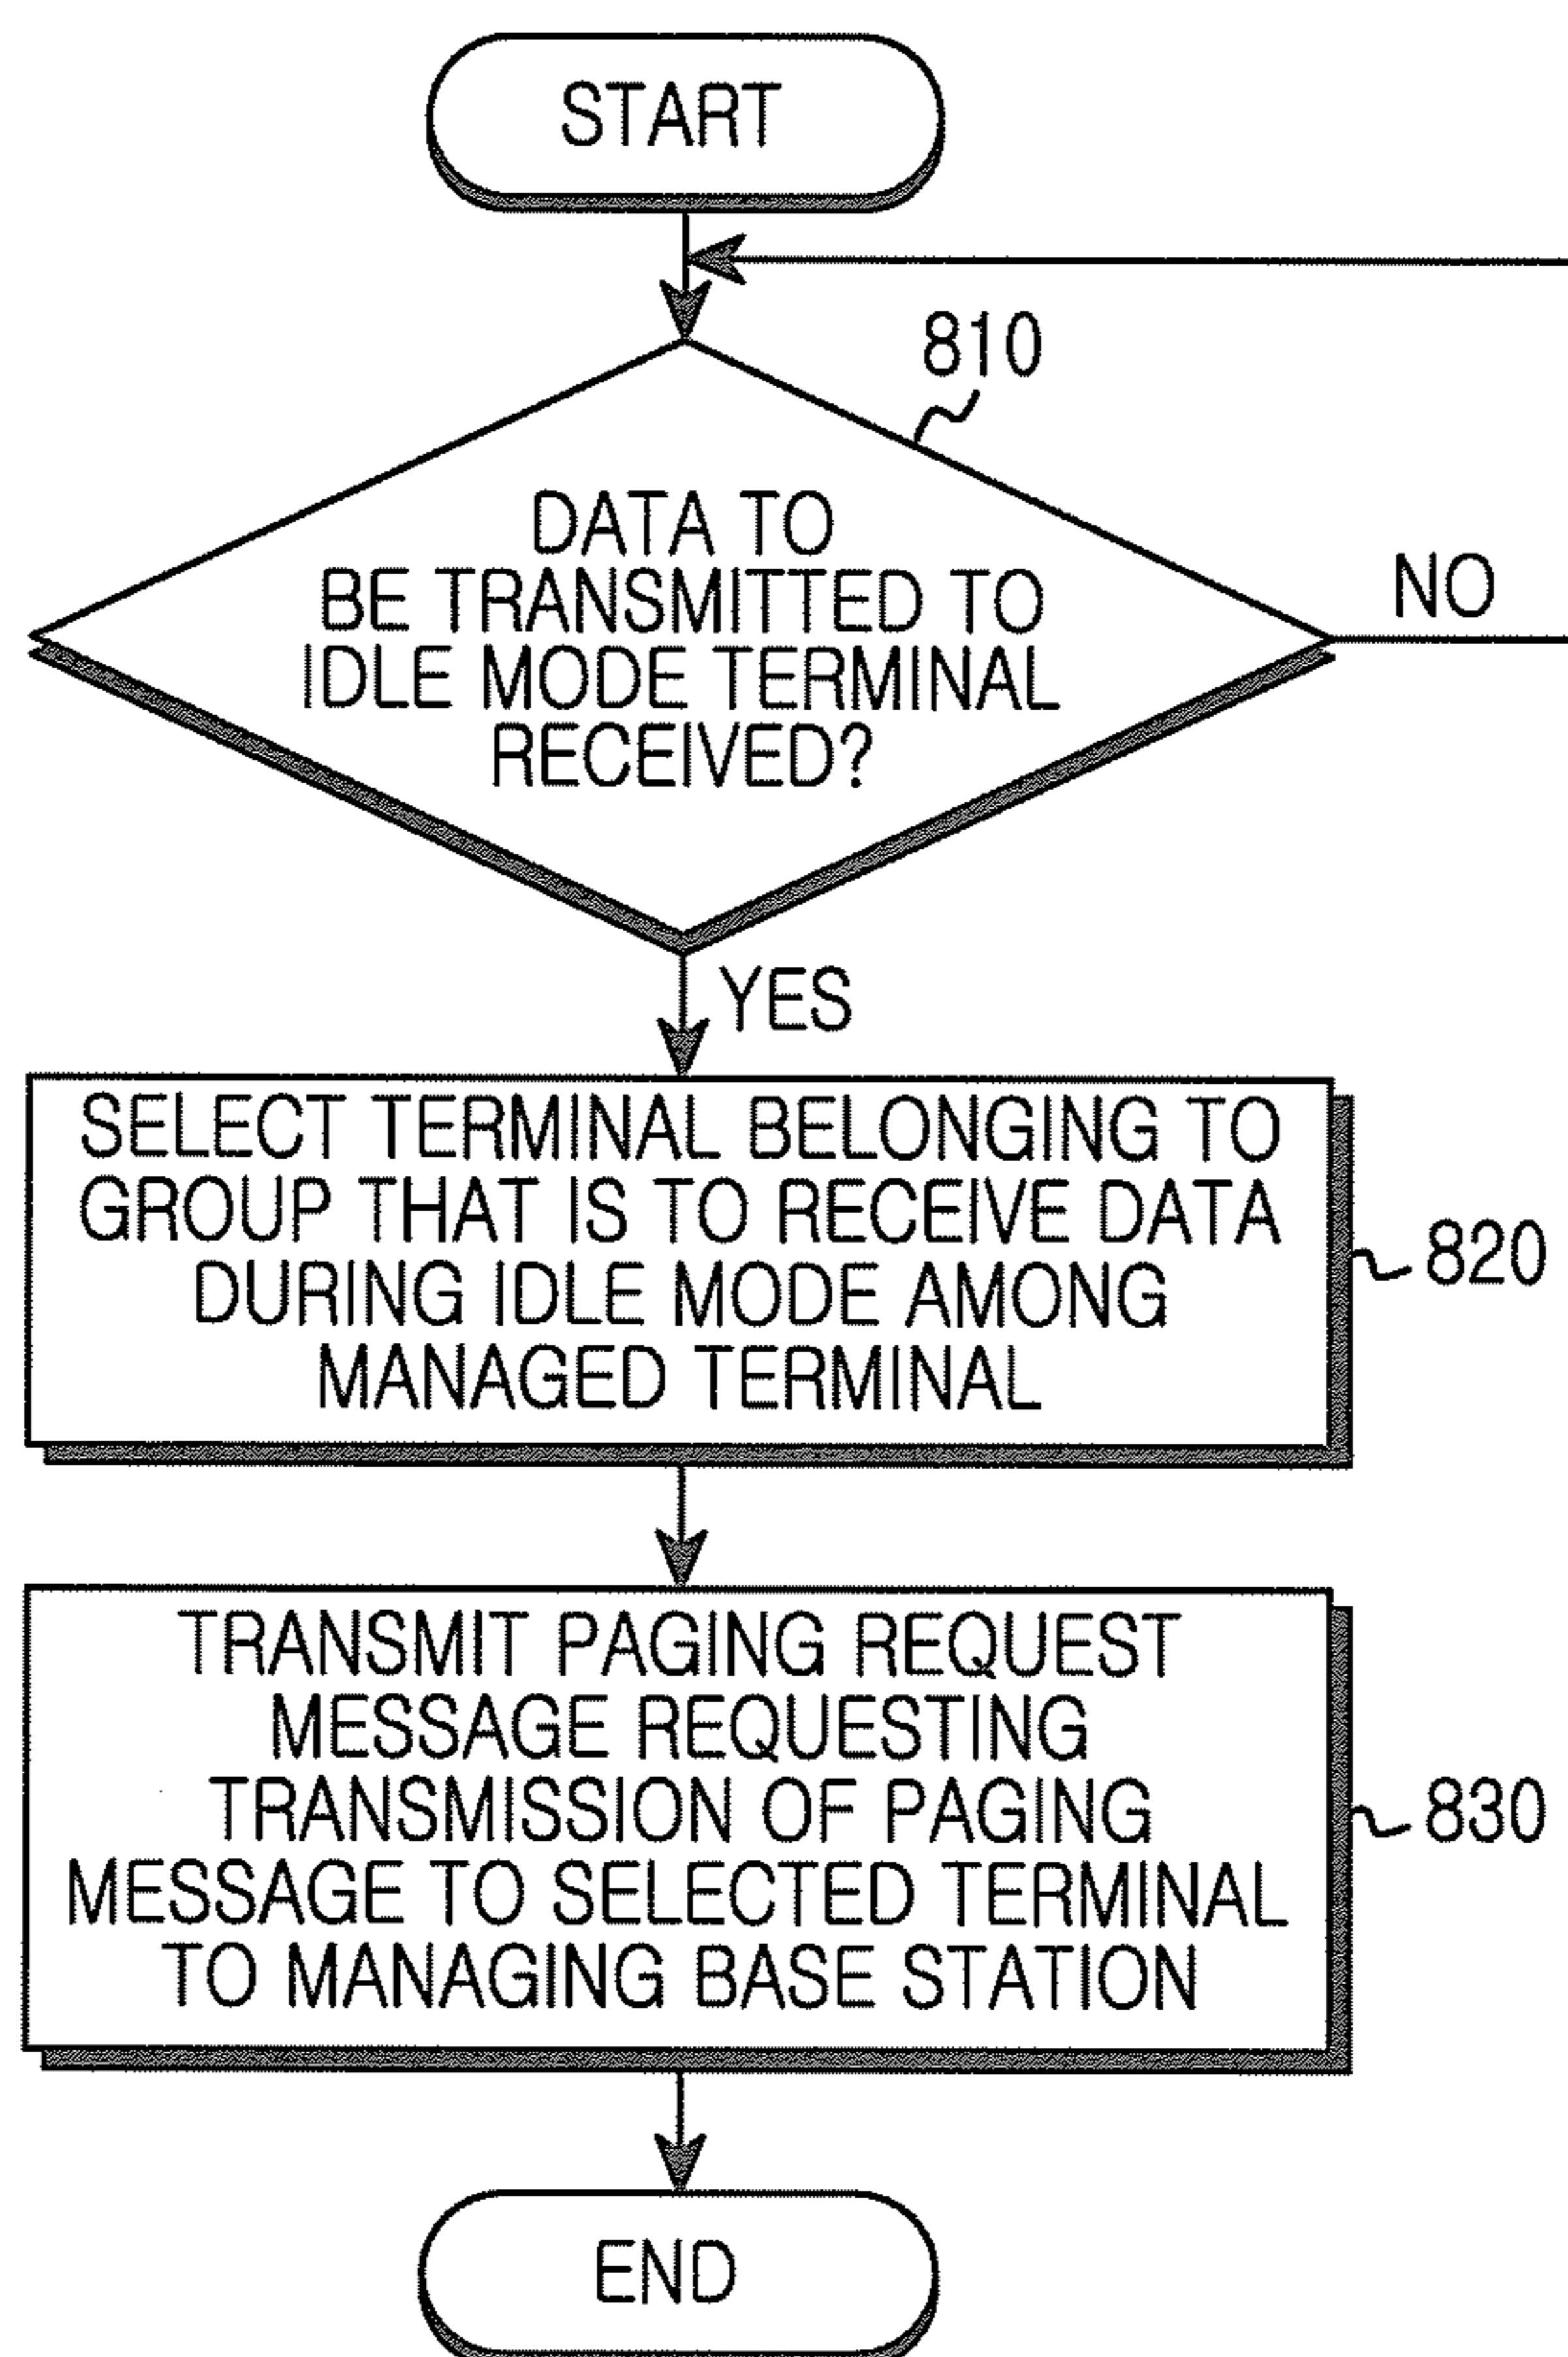 START
810
DATA TO
BE TRANSMITTED TO
IDLE MODE TERMINAL
RECEIVED?
NO
YES
SELECT TERMINAL BELONGING TO
GROUP THAT IS TO RECEIVE DATA
DURING IDLE MODE AMONG
MANAGED TERMINAL
820
TRANSMIT PAGING REQUEST
MESSAGE REQUESTING
TRANSMISSION OF PAGING
MESSAGE TO SELECTED TERMINAL
TO MANAGING BASE STATION
830
END